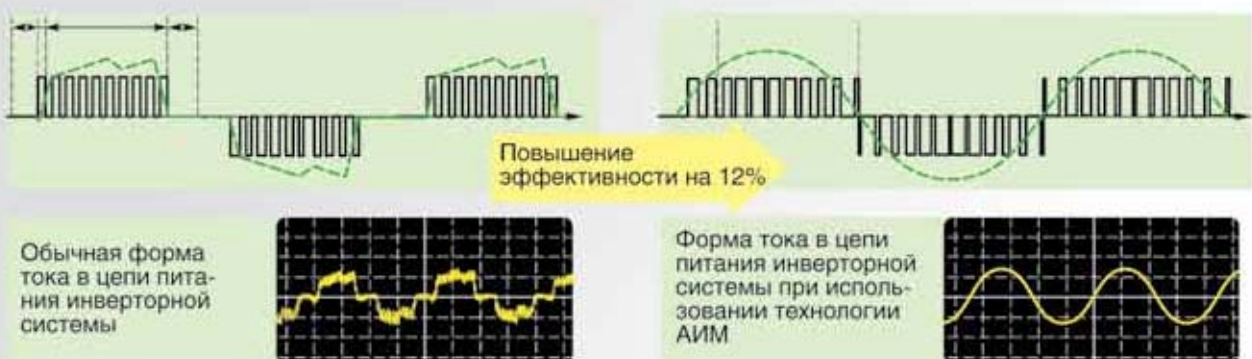 Повышение
эффективности на 12%
Обычная форма
тока в цепи пита-
ния инверторной
системы
Форма тока в цепи
питания инверторной
системы при исполь-
зовании технологии
АИМ